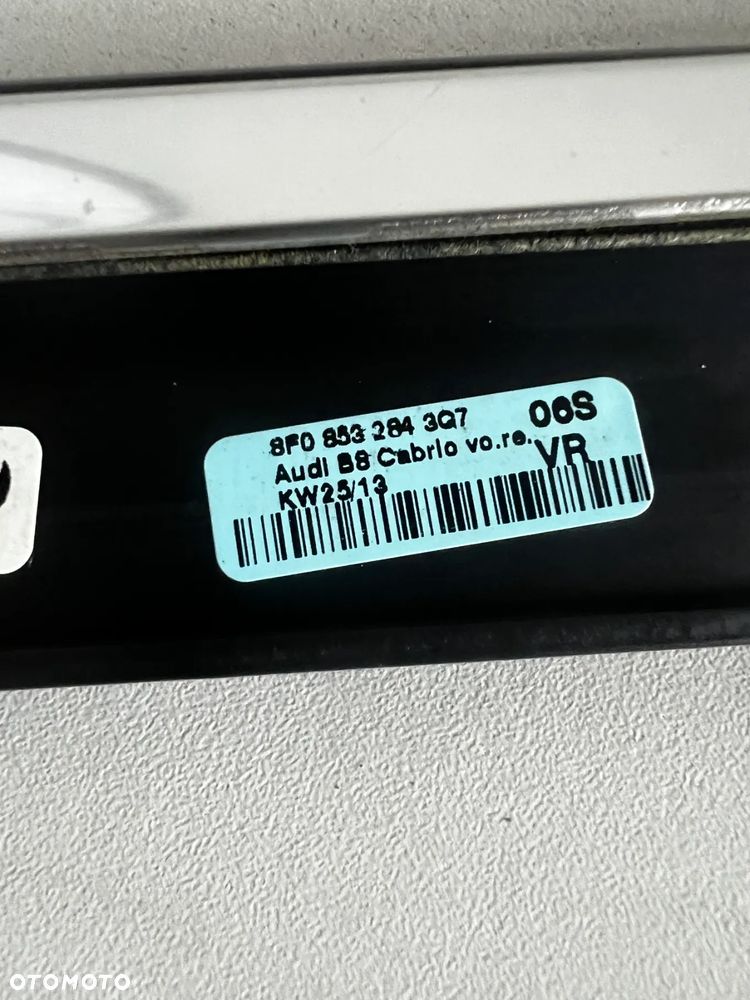 8F0 853 284 3Q7 06S
Audi B8 Cabrio vo.re. VR
KW25/13
OTOMOTO